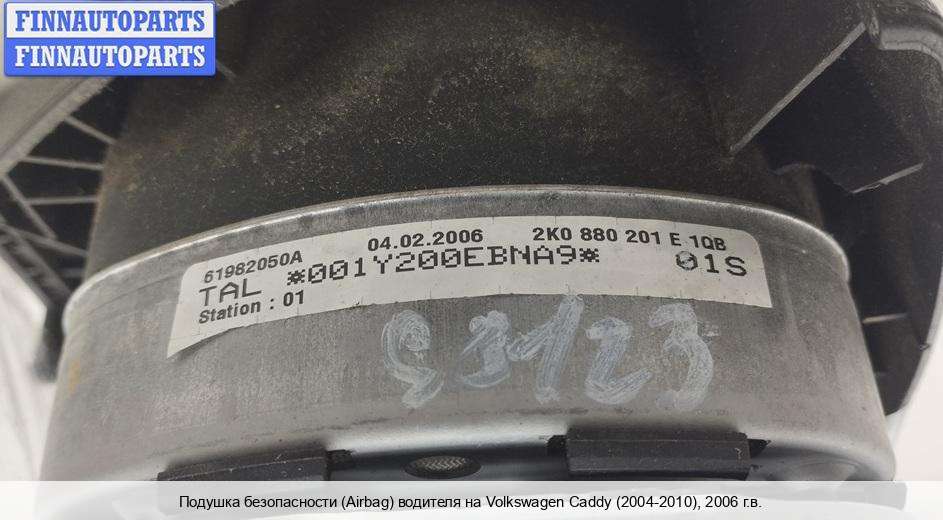 FINNAUTOPARTS
FINNAUTOPARTS
61982050A 04.02.2006 2K0 880 201 E 1QB
TAL *001Y200EBNA9* 01S
Station : 01
53123
Подушка безопасности (Airbag) водителя на Volkswagen Caddy (2004-2010), 2006 г.в.